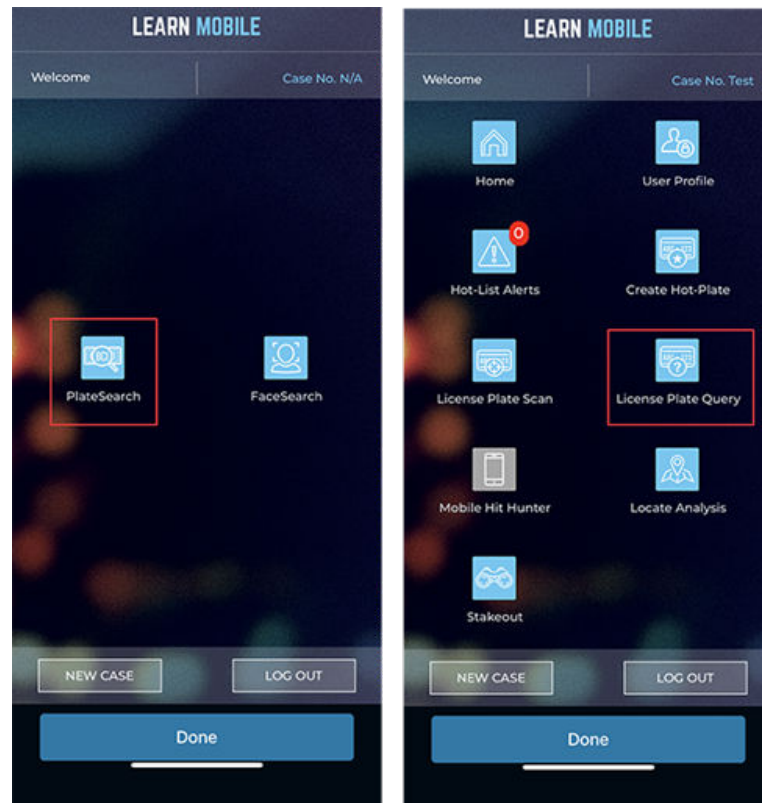 LEARN MOBILE
Welcome
Case No. N/A
PlateSearch
FaceSearch
NEW CASE
LOG OUT
Done
LEARN MOBILE
Welcome
Case No. Test
Home
User Profile
0
Hot-List Alerts
Create Hot-Plate
License Plate Scan
License Plate Query
Mobile Hit Hunter
Locate Analysis
Stakeout
NEW CASE
LOG OUT
Done